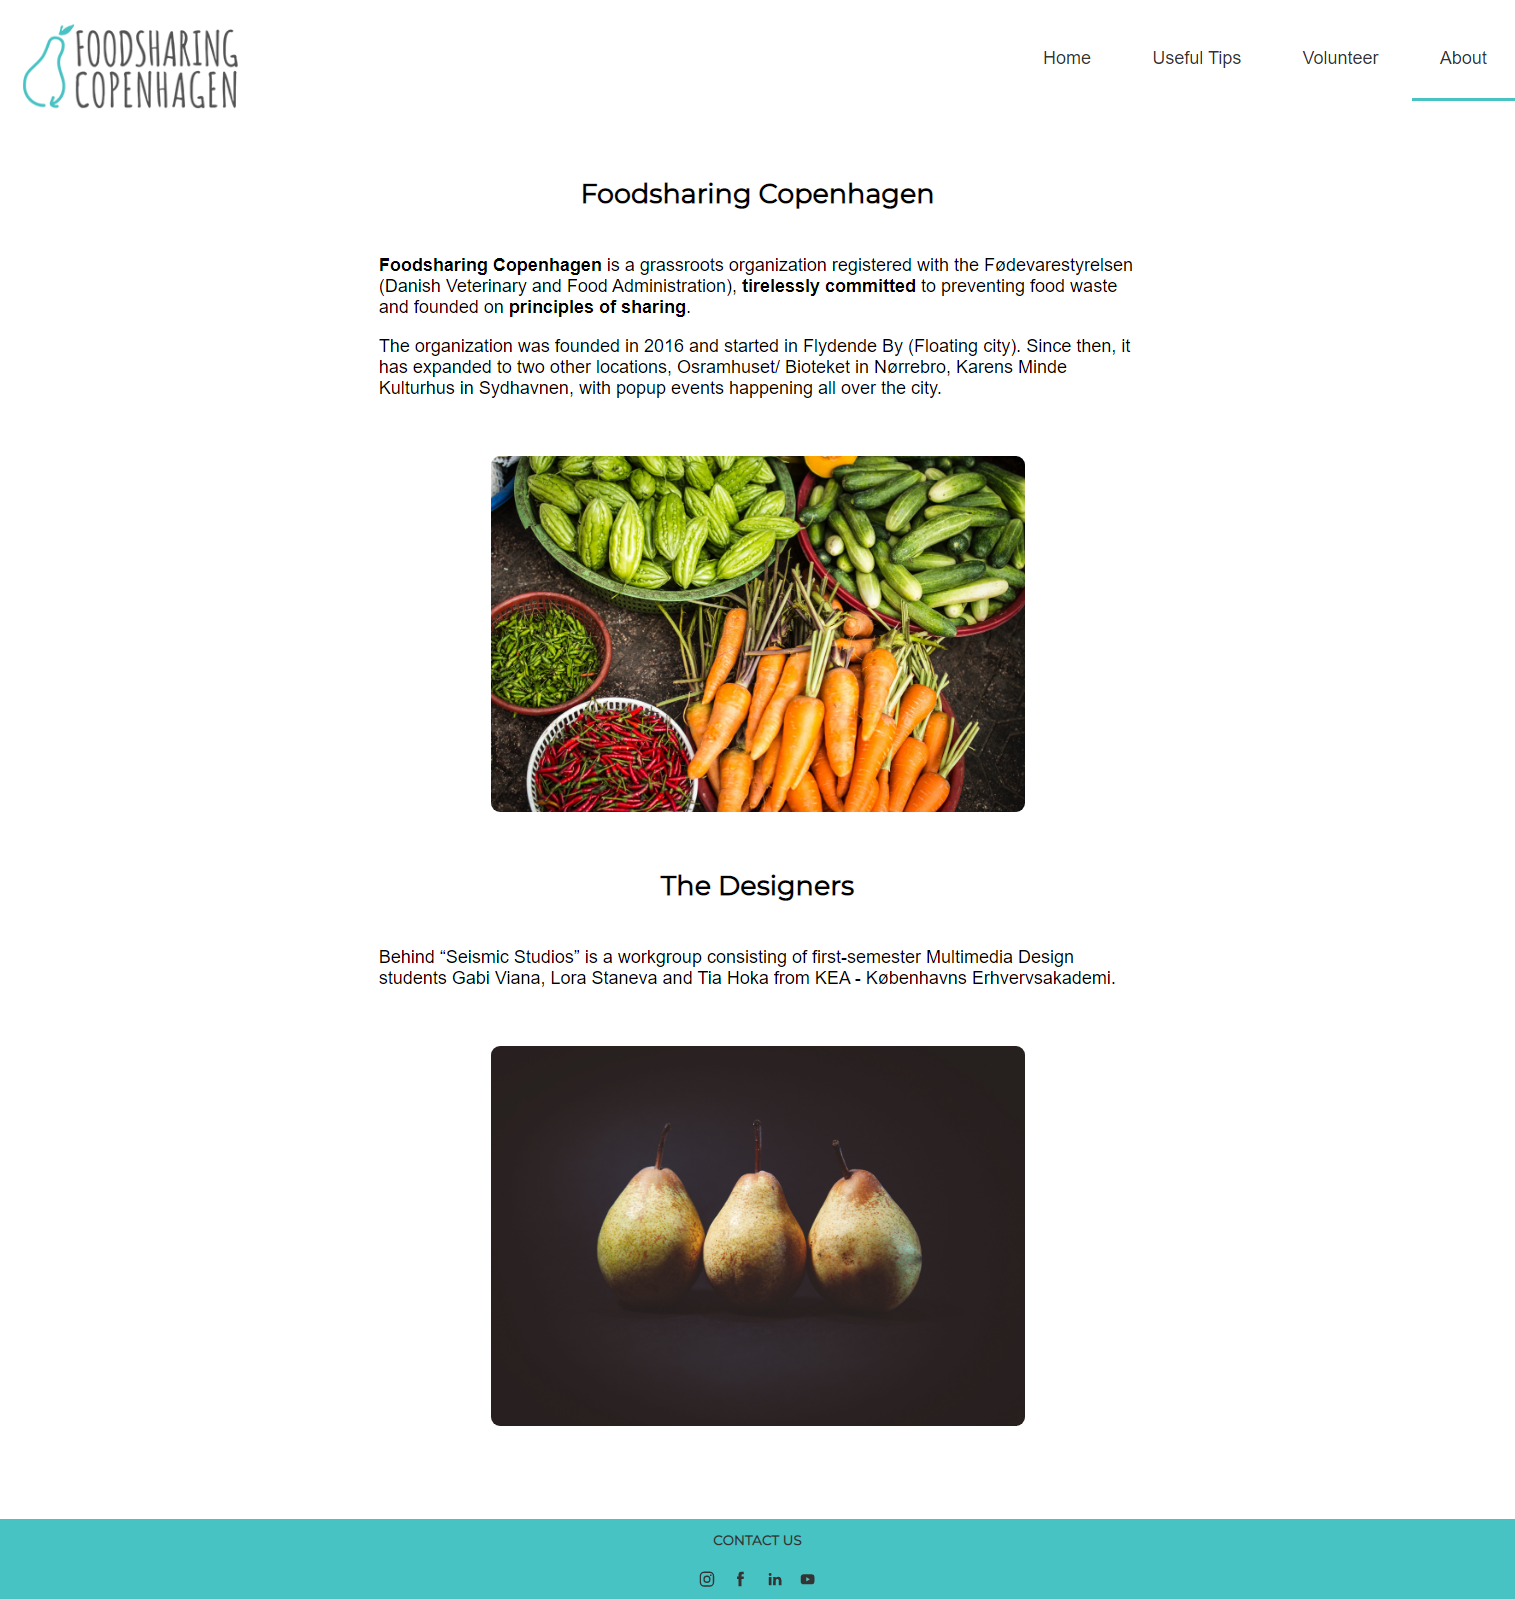 FOODSHARING
COPENHAGEN
Home Useful Tips Volunteer About
Foodsharing Copenhagen
Foodsharing Copenhagen is a grassroots organization registered with the Fødevarestyrelsen
(Danish Veterinary and Food Administration), tirelessly committed to preventing food waste
and founded on principles of sharing.
The organization was founded in 2016 and started in Flydende By (Floating city). Since then, it
has expanded to two other locations, Osramhuset/ Bioteket in Nørrebro, Karens Minde
Kulturhus in Sydhavnen, with popup events happening all over the city.
The Designers
Behind “Seismic Studios” is a workgroup consisting of first-semester Multimedia Design
students Gabi Viana, Lora Staneva and Tia Hoka from KEA - Københavns Erhvervsakademi.
CONTACT US